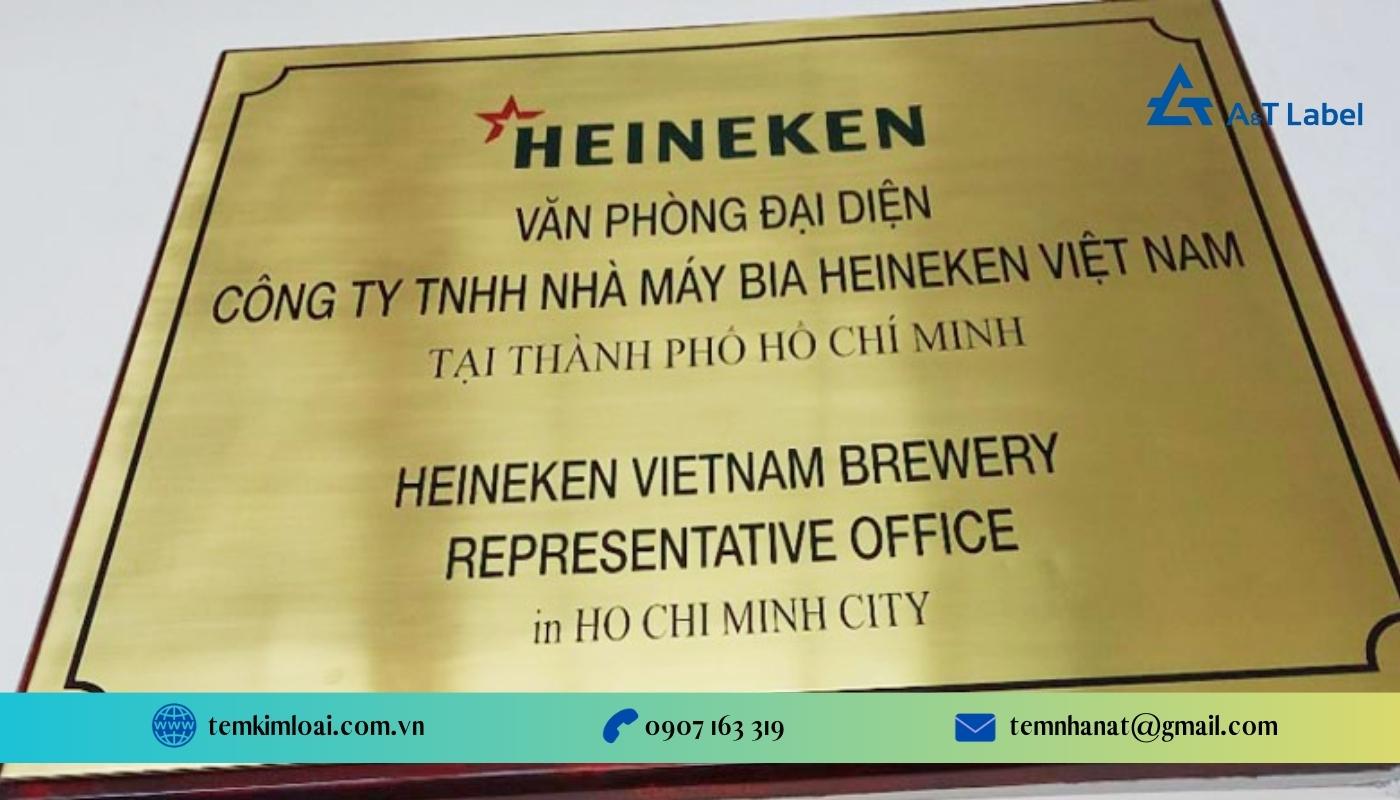 A&T Label
HEINEKEN
VĂN PHÒNG ĐẠI DIỆN
CÔNG TY TNHH NHÀ MÁY BIA HEINEKEN VIỆT NAM
TẠI THÀNH PHỐ HỒ CHÍ MINH
HEINEKEN VIETNAM BREWERY
REPRESENTATIVE OFFICE
in HO CHI MINH CITY
www temkimloai.com.vn 0907 163 319 temnhanat@gmail.com